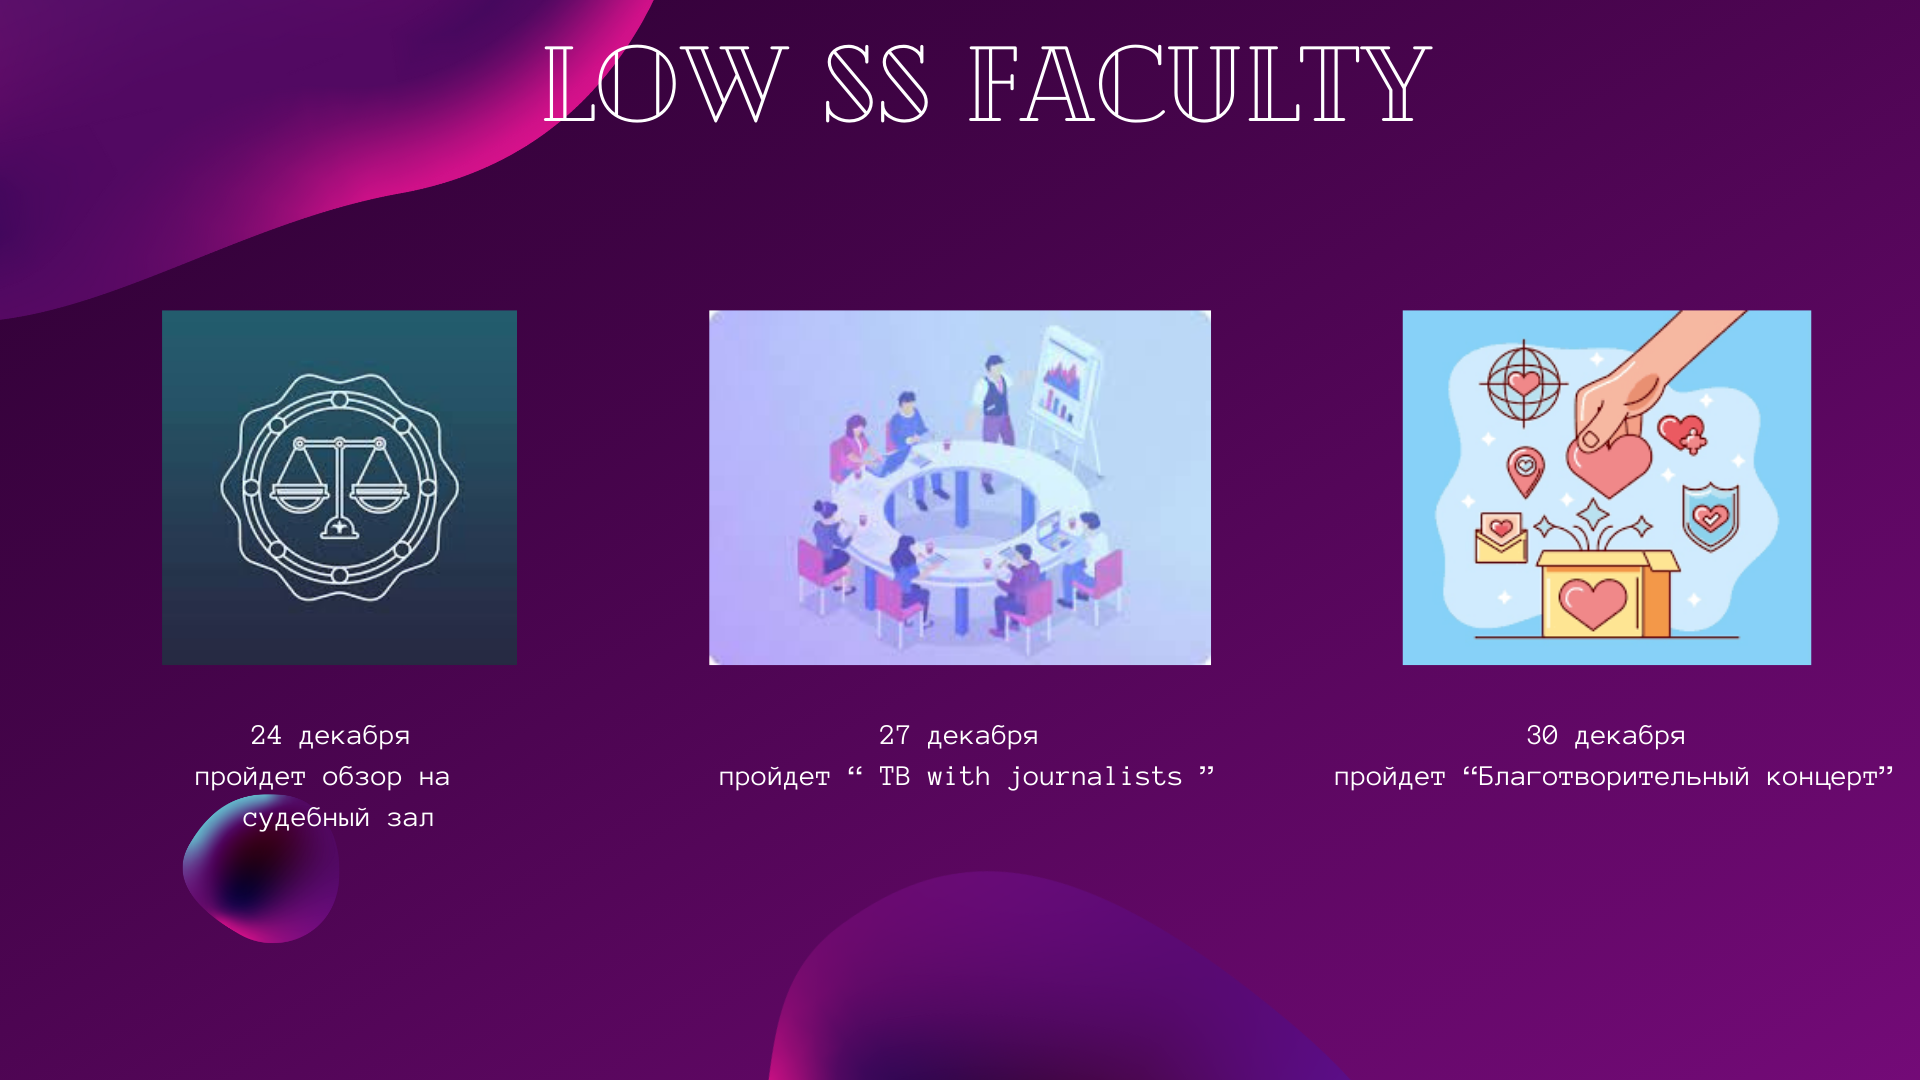 LOW SS FACULTY
24 декабря
пройдет обзор на
судебный зал
27 декабря
пройдет “ ТВ with journalists ”
30 декабря
пройдет “Благотворительный концерт”